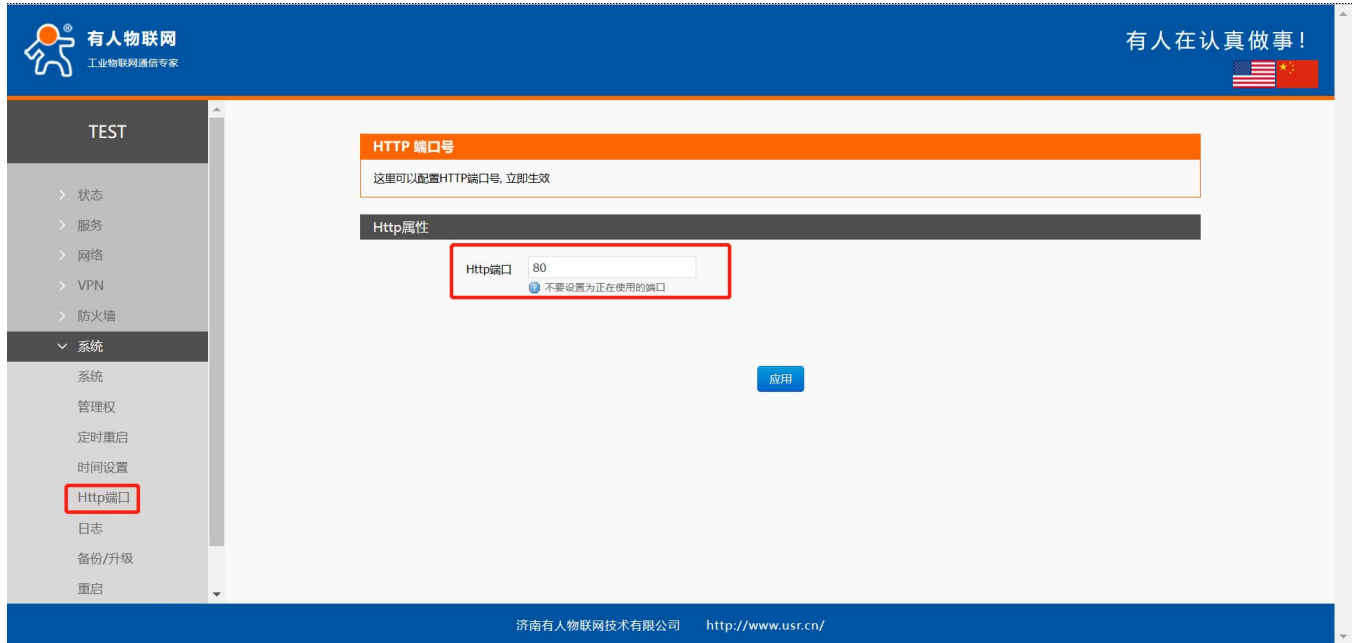 有人物联网
工业物联网通信专家
有人在认真做事！
TEST
状态
服务
网络
VPN
防火墙
系统
系统
管理权
定时重启
时间设置
Http端口
日志
备份/升级
重启
HTTP 端口号
这里可以配置HTTP端口号, 立即生效
Http属性
Http端口 80
不要设置为正在使用的端口
应用
济南有人物联网技术有限公司 http://www.usr.cn/